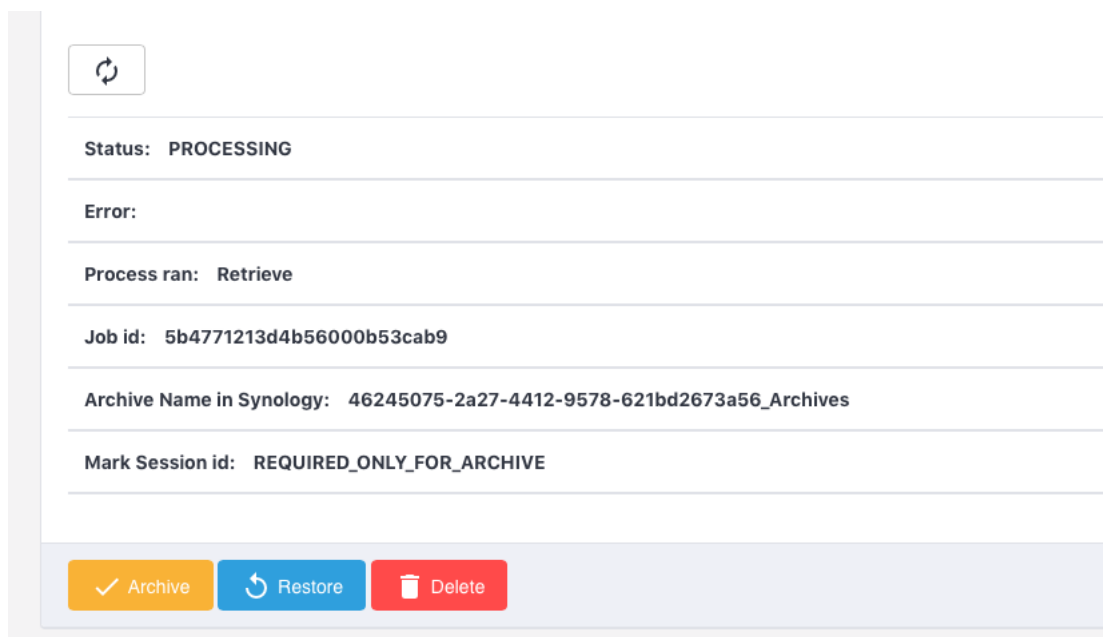 Status: PROCESSING
Error:
Process ran: Retrieve
Job id: 5b4771213d4b56000b53cab9
Archive Name in Synology: 46245075-2a27-4412-9578-621bd2673a56_Archives
Mark Session id: REQUIRED_ONLY_FOR_ARCHIVE
Archive Restore Delete